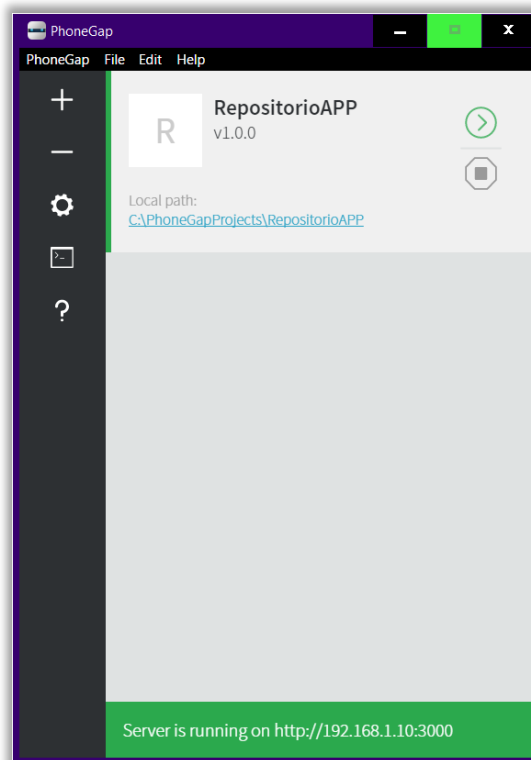 PhoneGap
PhoneGap File Edit Help
R
RepositorioAPP
v1.0.0
Local path:
C:\PhoneGapProjects\RepositorioAPP
Server is running on http://192.168.1.10:3000